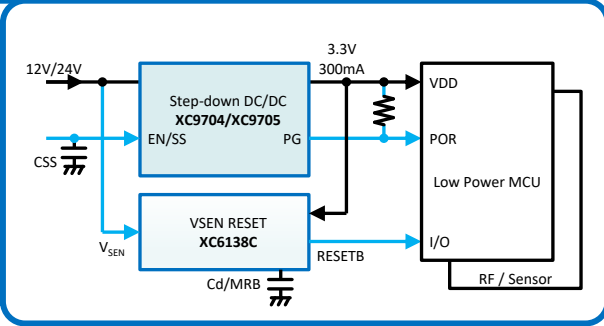 12V/24V
3.3V
300mA
Step-down DC/DC
XC9704/XC9705
EN/SS
PG
CSS
VDD
POR
Low Power MCU
I/O
VSEN RESET
XC6138C
VSEN
RESETB
Cd/MRB
RF / Sensor